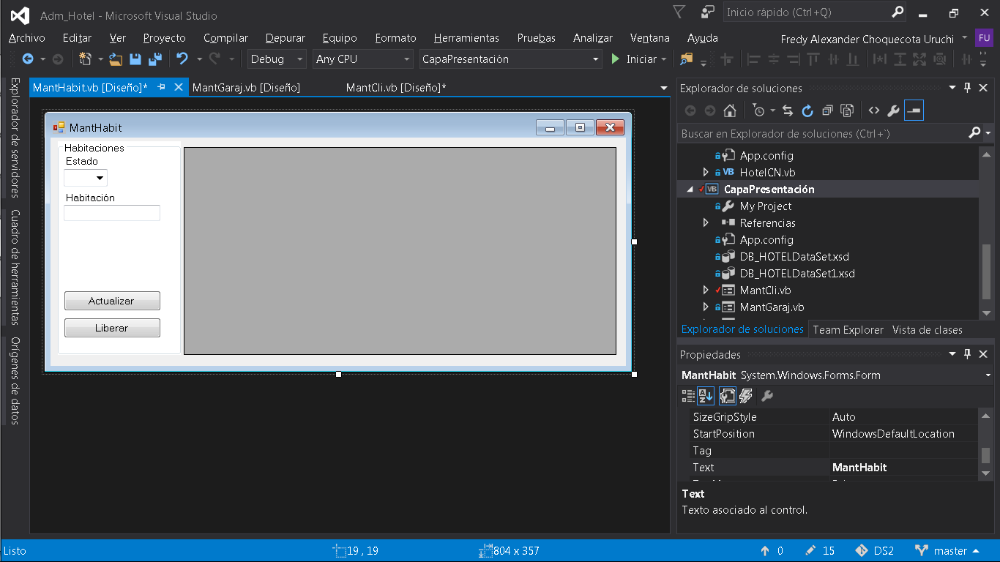 Adm_Hotel - Microsoft Visual Studio
Inicio rápido (Ctrl+Q)
Archivo Editar Ver Proyecto Compilar Depurar Equipo Formato Herramientas Pruebas Analizar Ventana Ayuda
Fredy Alexander Choquecota Uruchi FU
Debug Any CPU CapaPresentación Iniciar
Explorador de servidores
Cuadro de herramientas
Orígenes de datos
MantHabit.vb [Diseño]* MantGaraj.vb [Diseño] MantCli.vb [Diseño]*
MantHabit
Habitaciones
Estado
Habitación
Actualizar
Liberar
Explorador de soluciones
Buscar en Explorador de soluciones (Ctrl+`)
App.config
VB HotelCN.vb
VB CapaPresentación
My Project
Referencias
App.config
DB_HOTELDataSet.xsd
DB_HOTELDataSet1.xsd
MantCli.vb
MantGaraj.vb
Explorador de soluciones Team Explorer Vista de clases
Propiedades
MantHabit System.Windows.Forms.Form
SizeGripStyle Auto
StartPosition WindowsDefaultLocation
Tag
Text MantHabit
Text
Texto asociado al control.
Listo 19 , 19 804 x 357 0 15 DS2 master